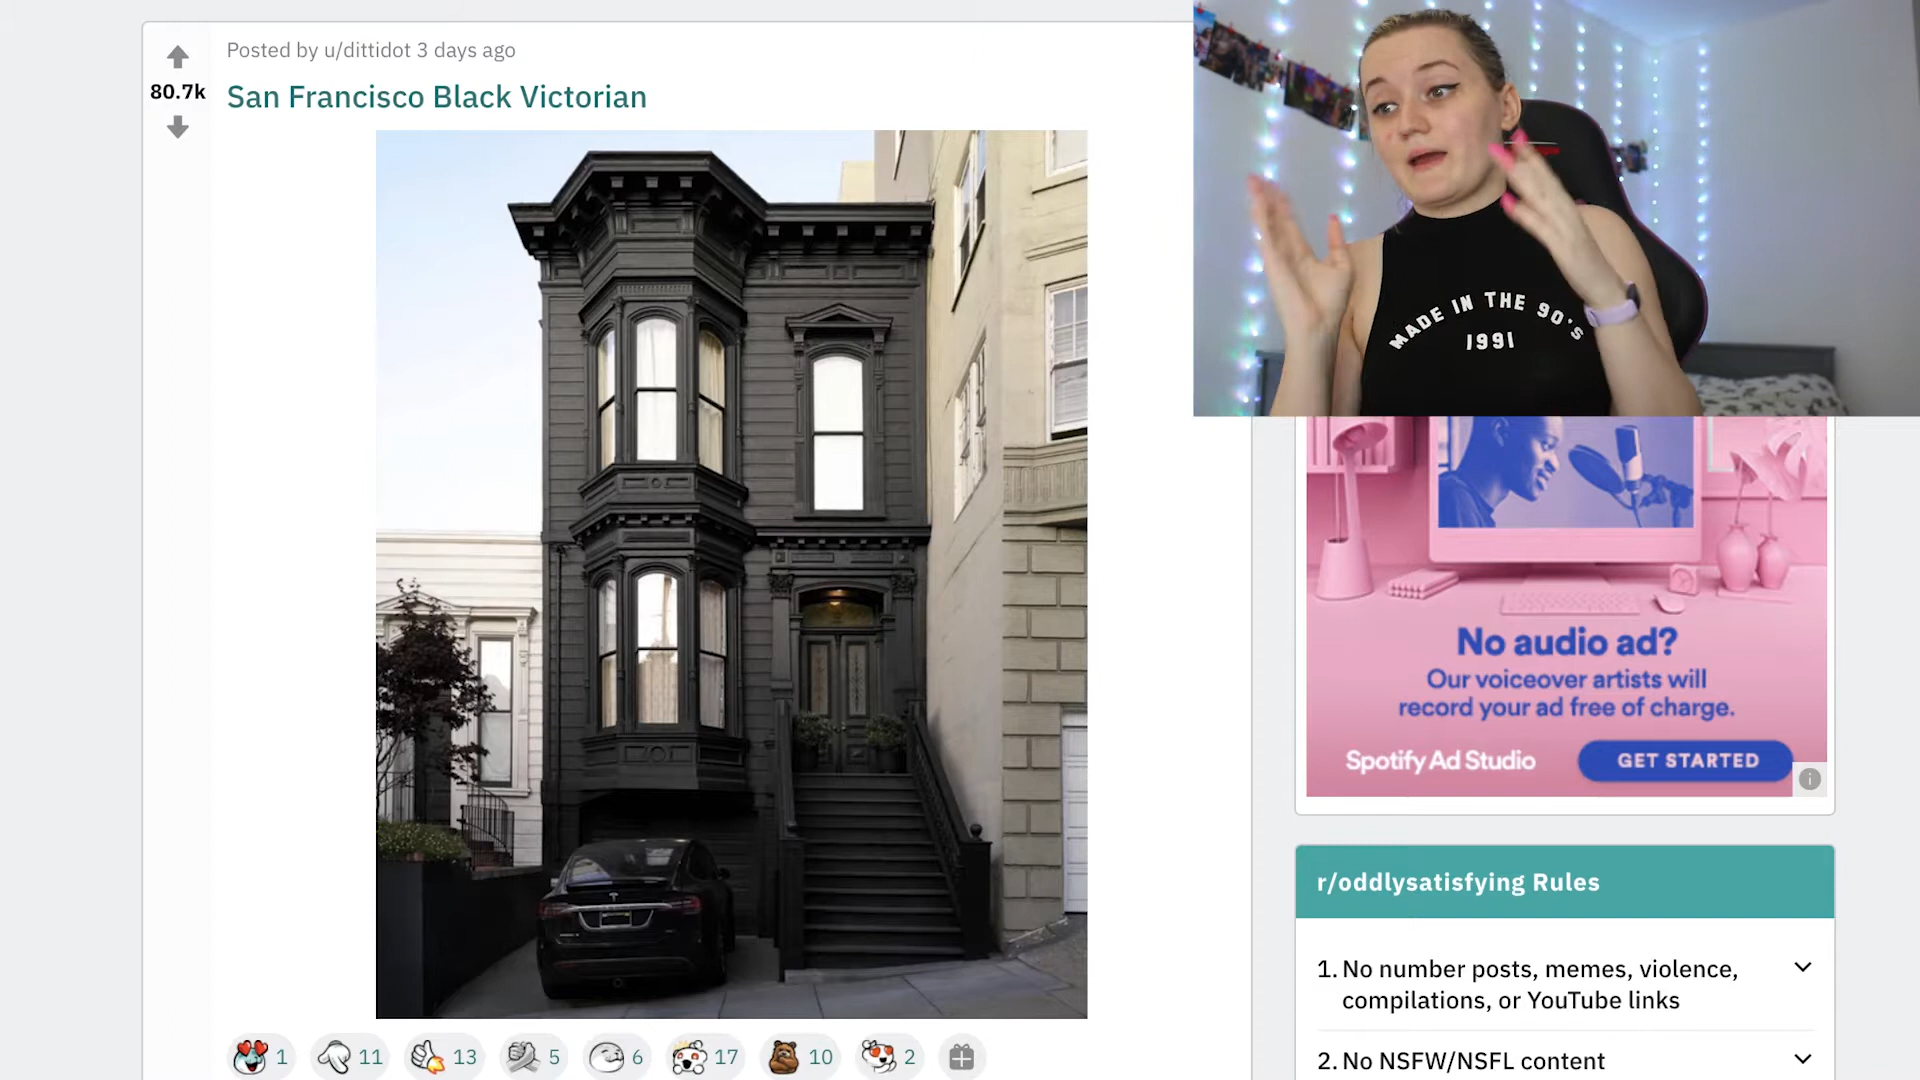 Posted by u/dittidot 3 days ago
80.7k
San Francisco Black Victorian
MADE IN THE 90'S
1991
No audio ad?
Our voiceover artists will
record your ad free of charge.
Spotify Ad Studio
GET STARTED
r/oddlysatisfying Rules
1. No number posts, memes, violence,
compilations, or YouTube links
2. No NSFW/NSFL content
1 11 13 5 6 17 10 2